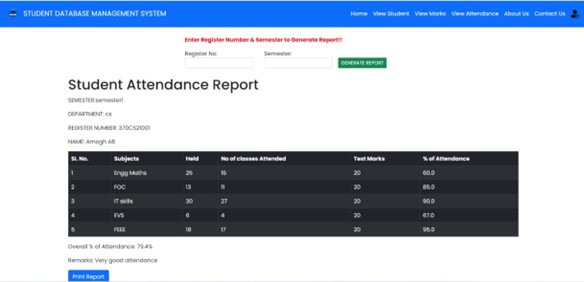 STUDENT DATABASE MANAGEMENT SYSTEM Home View Student View Marks View Attendance About Us Contact Us
Enter Register Number & Semester to Generate Report!!
Register No: Semester:
GENERATE REPORT
Student Attendance Report
SEMESTER:semester1
DEPARTMENT: cs
REGISTER NUMBER: 370CS21001
NAME: Amogh AB
SL. No. Subjects Held No of classes Attended Test Marks % of Attendance
1 Engg Maths 25 15 20 60.0
2 FOC 13 11 20 85.0
3 IT skills 30 27 20 90.0
4 EVS 6 4 20 67.0
5 FEEE 18 17 20 95.0
Overall % of Attendance: 79.4%
Remarks: Very good attendance
Print Report